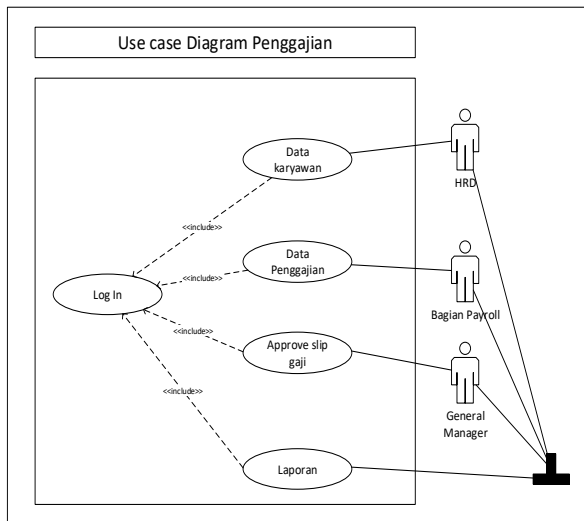 Use case Diagram Penggajian
Data
karyawan
HRD
<<include>>
Data
Penggajian
<<include>>
Log In
Bagian Payroll
<<include>>
Approve slip
gaji
<<include>>
General
Manager
Laporan